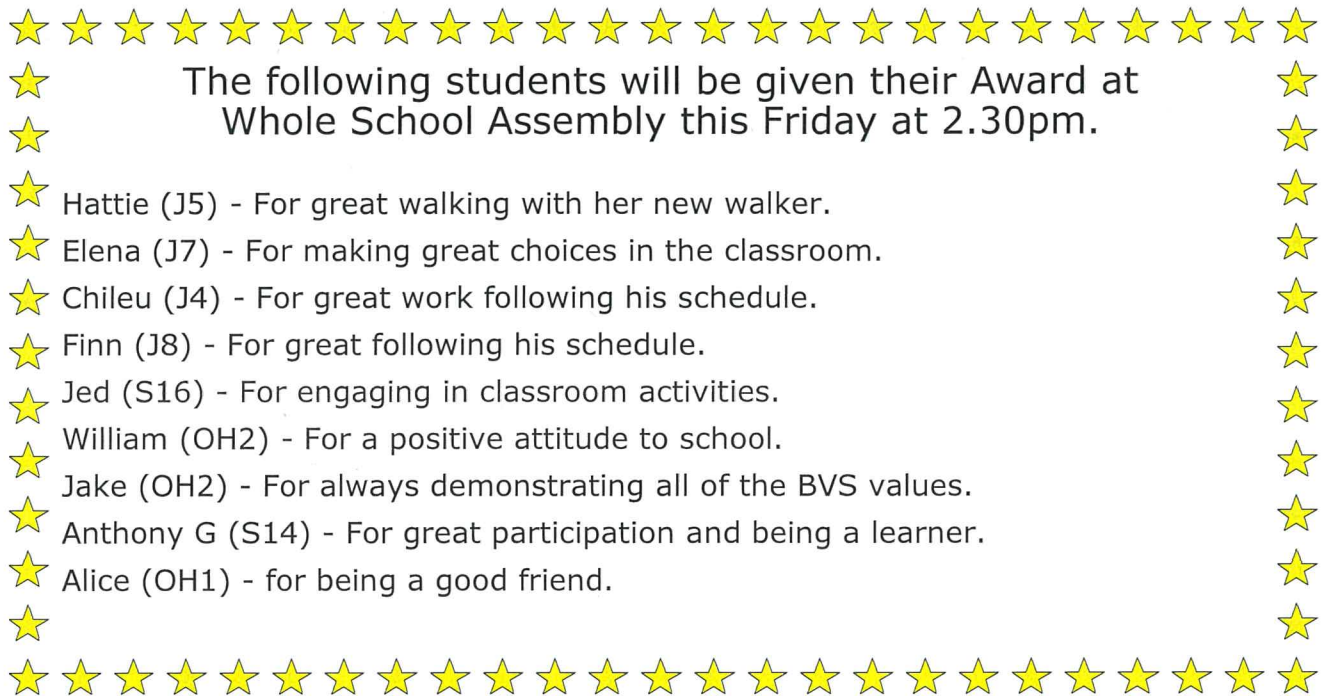 The following students will be given their Award at
Whole School Assembly this Friday at 2.30pm.
Hattie (J5) - For great walking with her new walker.
Elena (J7) - For making great choices in the classroom.
Chileu (J4) - For great work following his schedule.
Finn (J8) - For great following his schedule.
Jed (S16) - For engaging in classroom activities.
William (OH2) - For a positive attitude to school.
Jake (OH2) - For always demonstrating all of the BVS values.
Anthony G (S14) - For great participation and being a learner.
Alice (OH1) - for being a good friend.